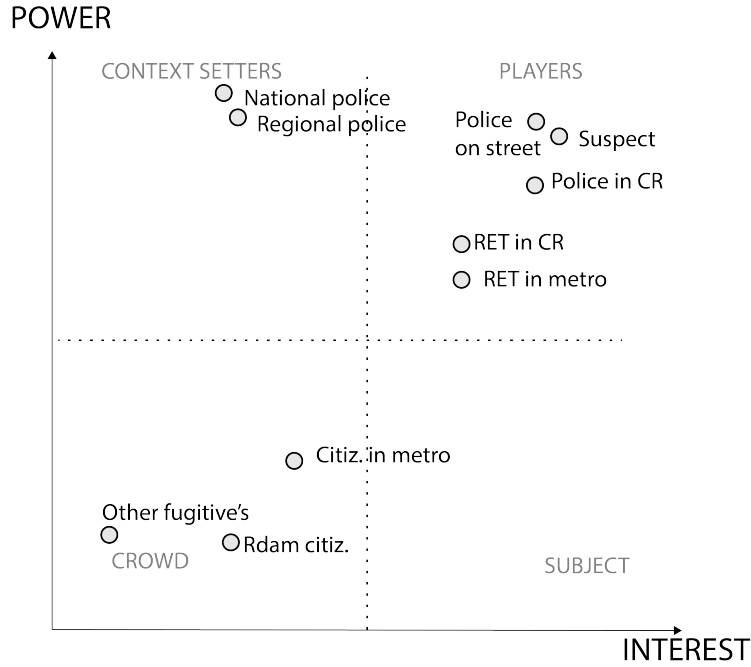 POWER
CONTEXT SETTERS
PLAYERS
National police
Regional police
Police
on street
Suspect
Police in CR
RET in CR
RET in metro
Citiz. in metro
Other fugitive's
Rdam citiz.
CROWD
SUBJECT
INTEREST